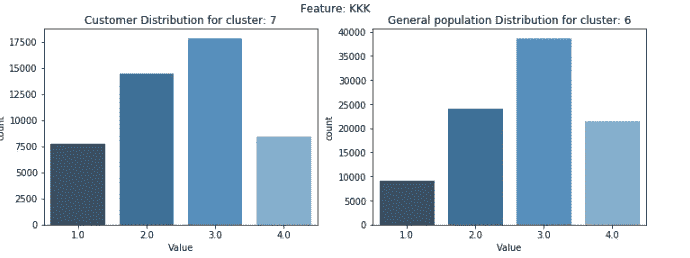 Feature: KKK
Customer Distribution for cluster: 7
17500
15000
12500
10000
7500
5000
2500
0
count
1.0 2.0 3.0 4.0
Value
General population Distribution for cluster: 6
40000
35000
30000
25000
20000
15000
10000
5000
0
count
1.0 2.0 3.0 4.0
Value